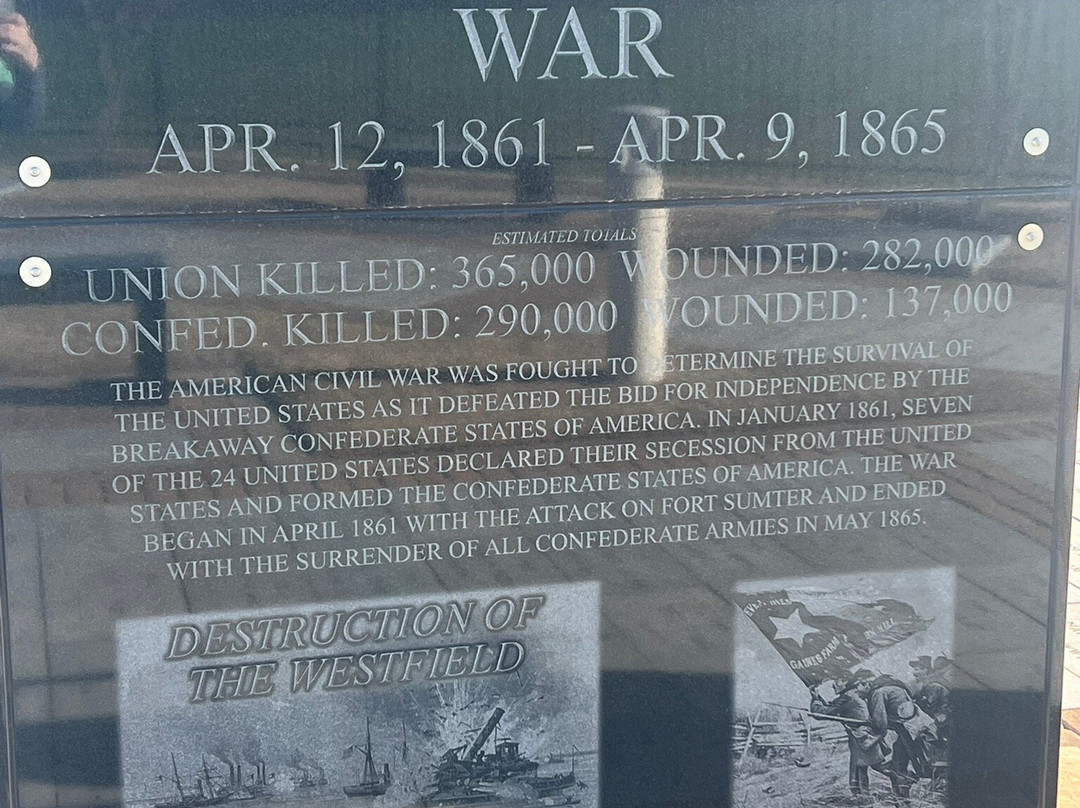 WAR
APR. 12, 1861 - APR. 9, 1865
ESTIMATED TOTALS
UNION KILLED: 365,000 WOUNDED: 282,000
CONFED. KILLED: 290,000 WOUNDED: 137,000
THE AMERICAN CIVIL WAR WAS FOUGHT TO DETERMINE THE SURVIVAL OF
THE UNITED STATES AS IT DEFEATED THE BID FOR INDEPENDENCE BY THE
BREAKAWAY CONFEDERATE STATES OF AMERICA. IN JANUARY 1861, SEVEN
OF THE 24 UNITED STATES DECLARED THEIR SECESSION FROM THE UNITED
STATES AND FORMED THE CONFEDERATE STATES OF AMERICA. THE WAR
BEGAN IN APRIL 1861 WITH THE ATTACK ON FORT SUMTER AND ENDED
WITH THE SURRENDER OF ALL CONFEDERATE ARMIES IN MAY 1865.
DESTRUCTION OF
THE WESTFIELD
GAINES FARM